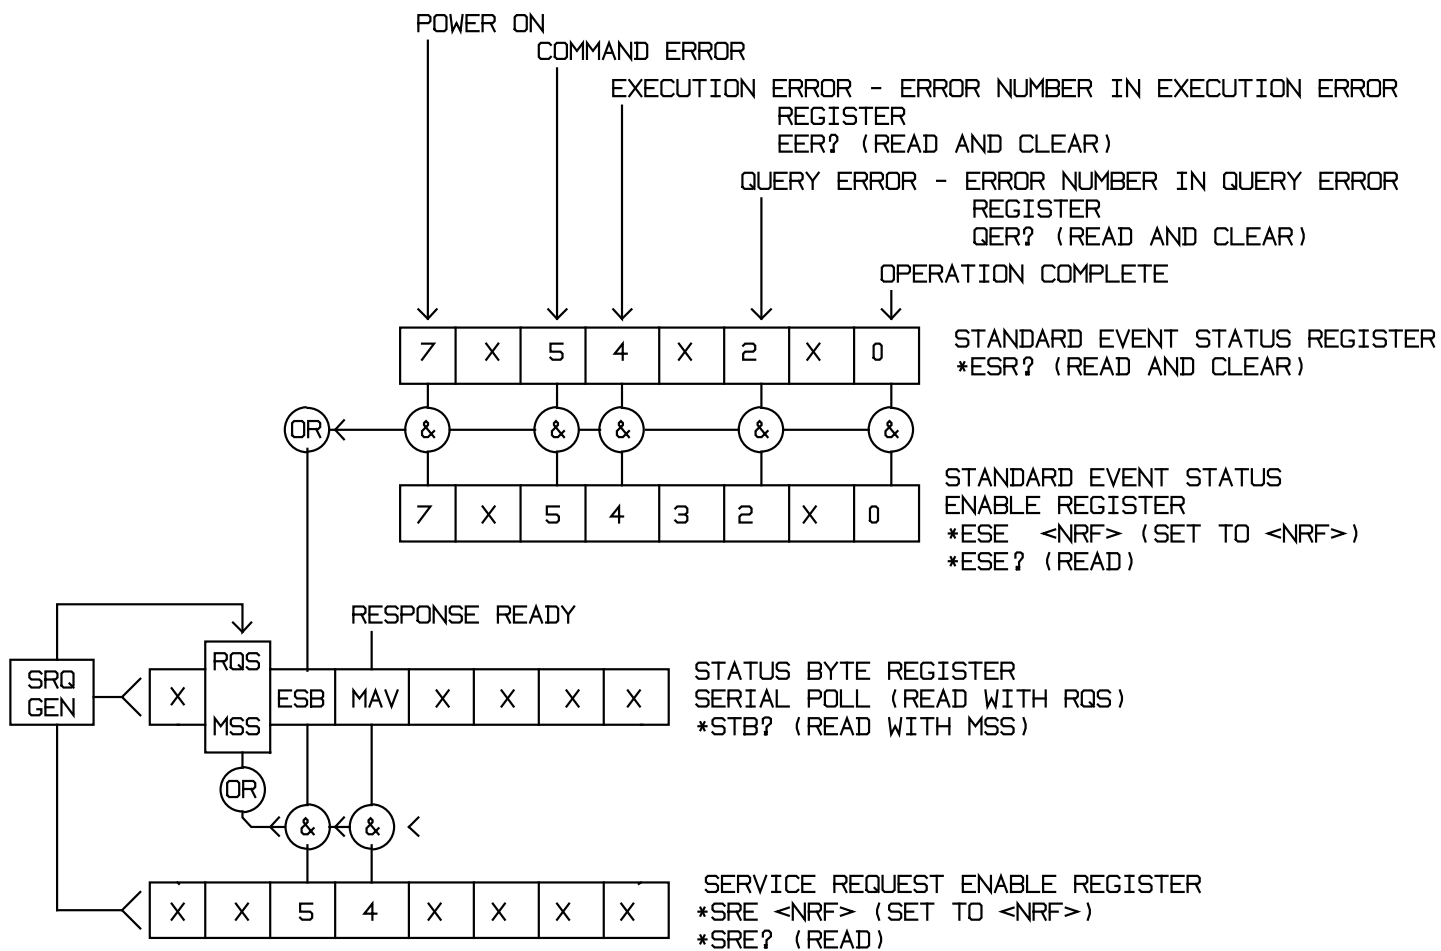 POWER ON
COMMAND ERROR
EXECUTION ERROR - ERROR NUMBER IN EXECUTION ERROR
REGISTER
EER? (READ AND CLEAR)
QUERY ERROR - ERROR NUMBER IN QUERY ERROR
REGISTER
QER? (READ AND CLEAR)
OPERATION COMPLETE
7 X 5 4 X 2 X 0
STANDARD EVENT STATUS REGISTER
*ESR? (READ AND CLEAR)
OR & & & & &
7 X 5 4 3 2 X 0
STANDARD EVENT STATUS
ENABLE REGISTER
*ESE <NRF> (SET TO <NRF>)
*ESE? (READ)
RESPONSE READY
SRQ
GEN
X
RQS
MSS
ESB MAV X X X X
STATUS BYTE REGISTER
SERIAL POLL (READ WITH RQS)
*STB? (READ WITH MSS)
OR
& &
X X 5 4 X X X X
SERVICE REQUEST ENABLE REGISTER
*SRE <NRF> (SET TO <NRF>)
*SRE? (READ)